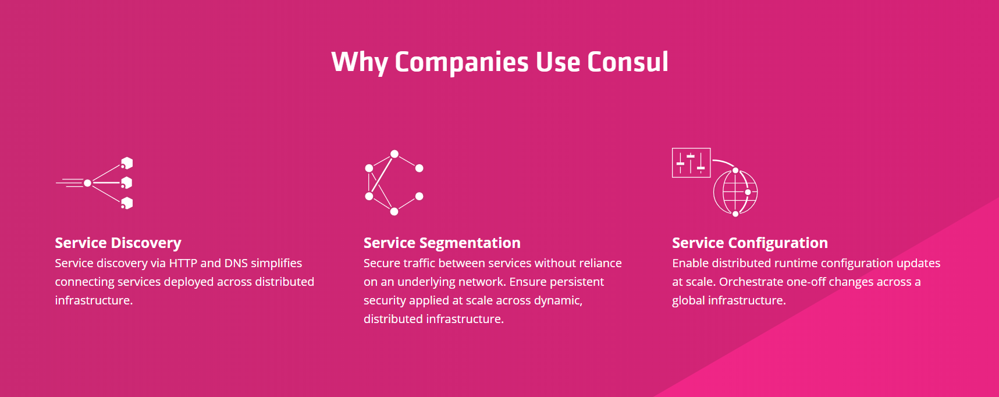 Why Companies Use Consul
Service Discovery
Service discovery via HTTP and DNS simplifies
connecting services deployed across distributed
infrastructure.
Service Segmentation
Secure traffic between services without reliance
on an underlying network. Ensure persistent
security applied at scale across dynamic,
distributed infrastructure.
Service Configuration
Enable distributed runtime configuration updates
at scale. Orchestrate one-off changes across a
global infrastructure.